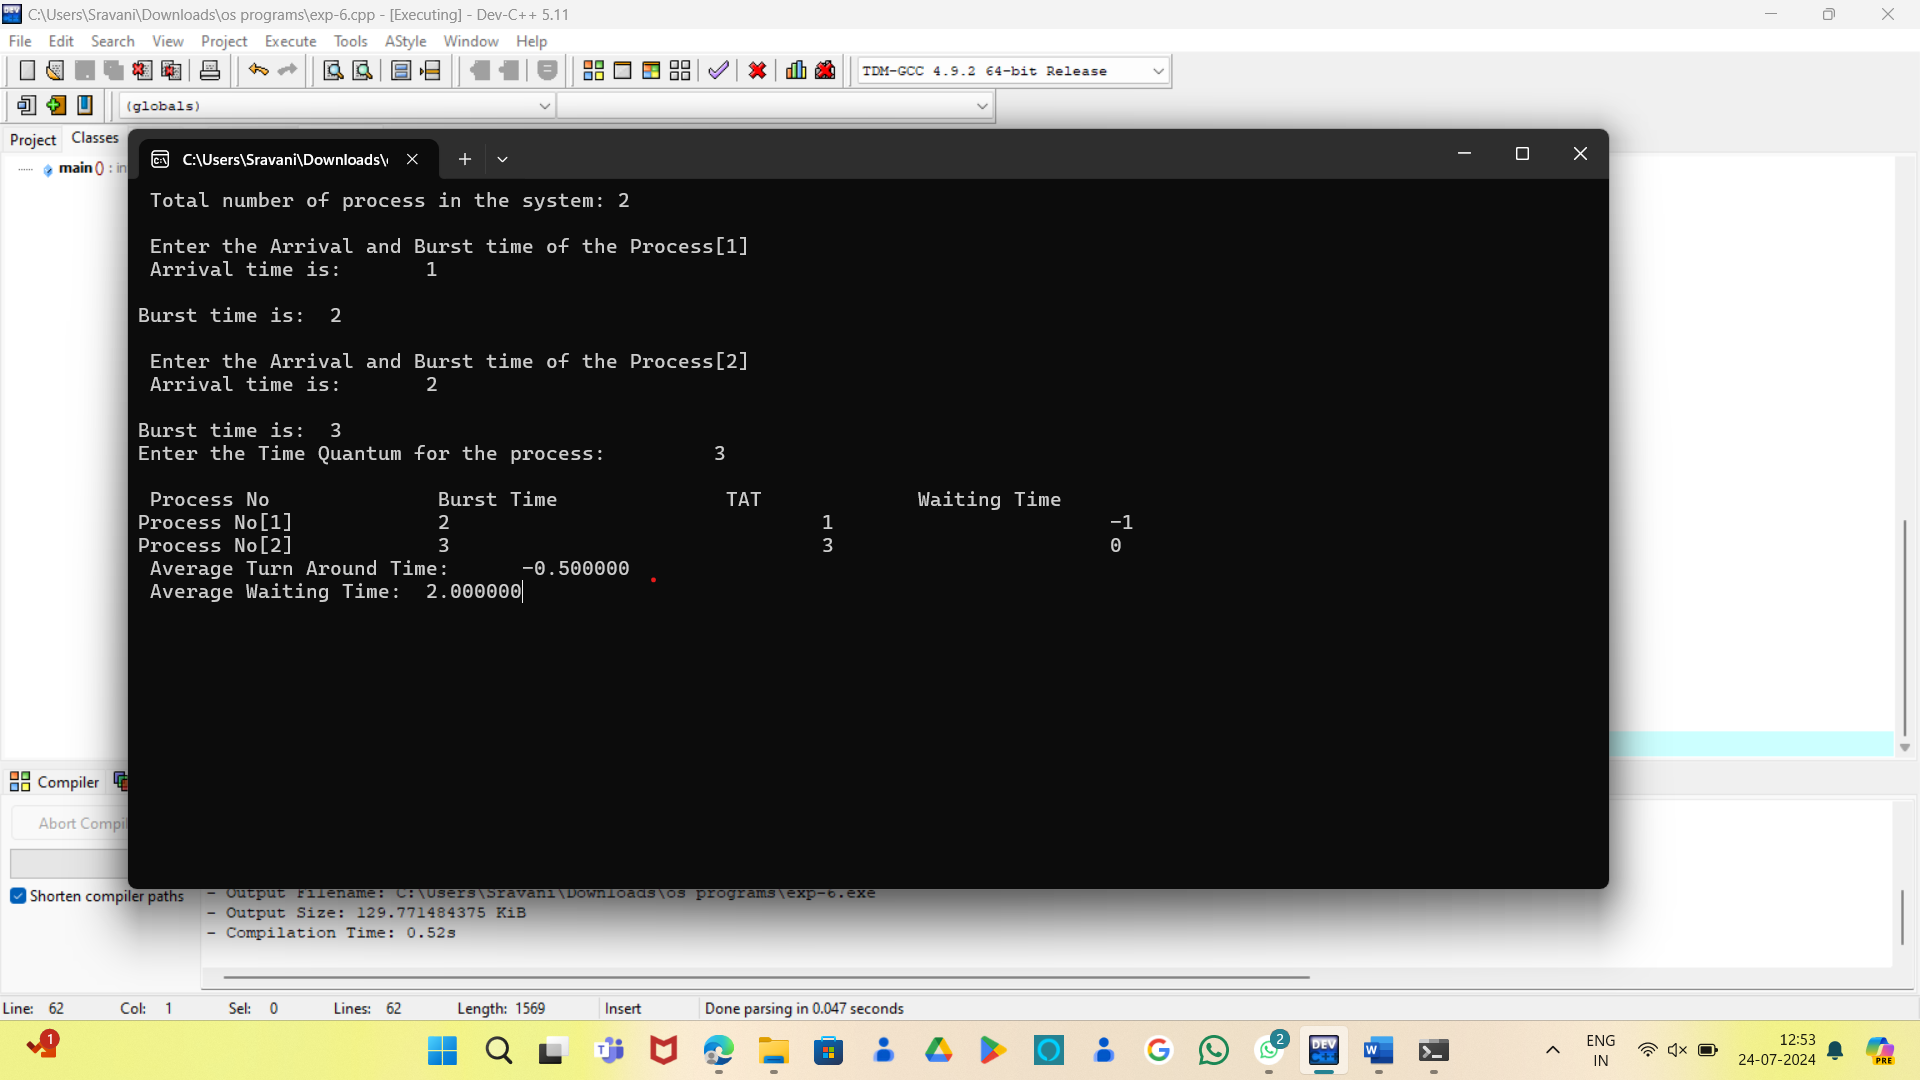 C:\Users\Sravani\Downloads\os programs\exp-6.cpp - [Executing] - Dev-C++ 5.11
File Edit Search View Project Execute Tools AStyle Window Help
TDM-GCC 4.9.2 64-bit Release
(globals)
Project Classes
main () : in
C:\Users\Sravani\Downloads\
Total number of process in the system: 2
Enter the Arrival and Burst time of the Process[1]
Arrival time is: 1
Burst time is: 2
Enter the Arrival and Burst time of the Process[2]
Arrival time is: 2
Burst time is: 3
Enter the Time Quantum for the process: 3
Process No Burst Time TAT Waiting Time
Process No[1] 2 1 -1
Process No[2] 3 3 0
Average Turn Around Time: -0.500000
Average Waiting Time: 2.000000
Compiler
Abort Compil
Shorten compiler paths
- Output Filename: C:\Users\Sravani\Downloads\os programs\exp-6.exe
- Output Size: 129.771484375 KiB
- Compilation Time: 0.52s
Line: 62 Col: 1 Sel: 0 Lines: 62 Length: 1569 Insert Done parsing in 0.047 seconds
1
2
DEV
W
ENG
IN
12:53
24-07-2024
PRE